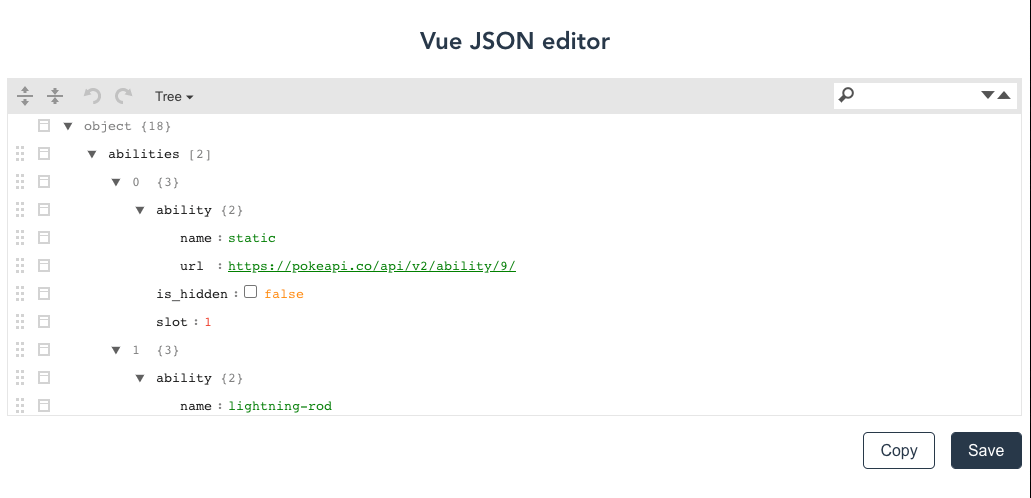 Vue JSON editor
Tree
object {18}
abilities [2]
0 {3}
ability {2}
name : static
url : https://pokeapi.co/api/v2/ability/9/
is_hidden : false
slot : 1
1 {3}
ability {2}
name : lightning-rod
Copy Save